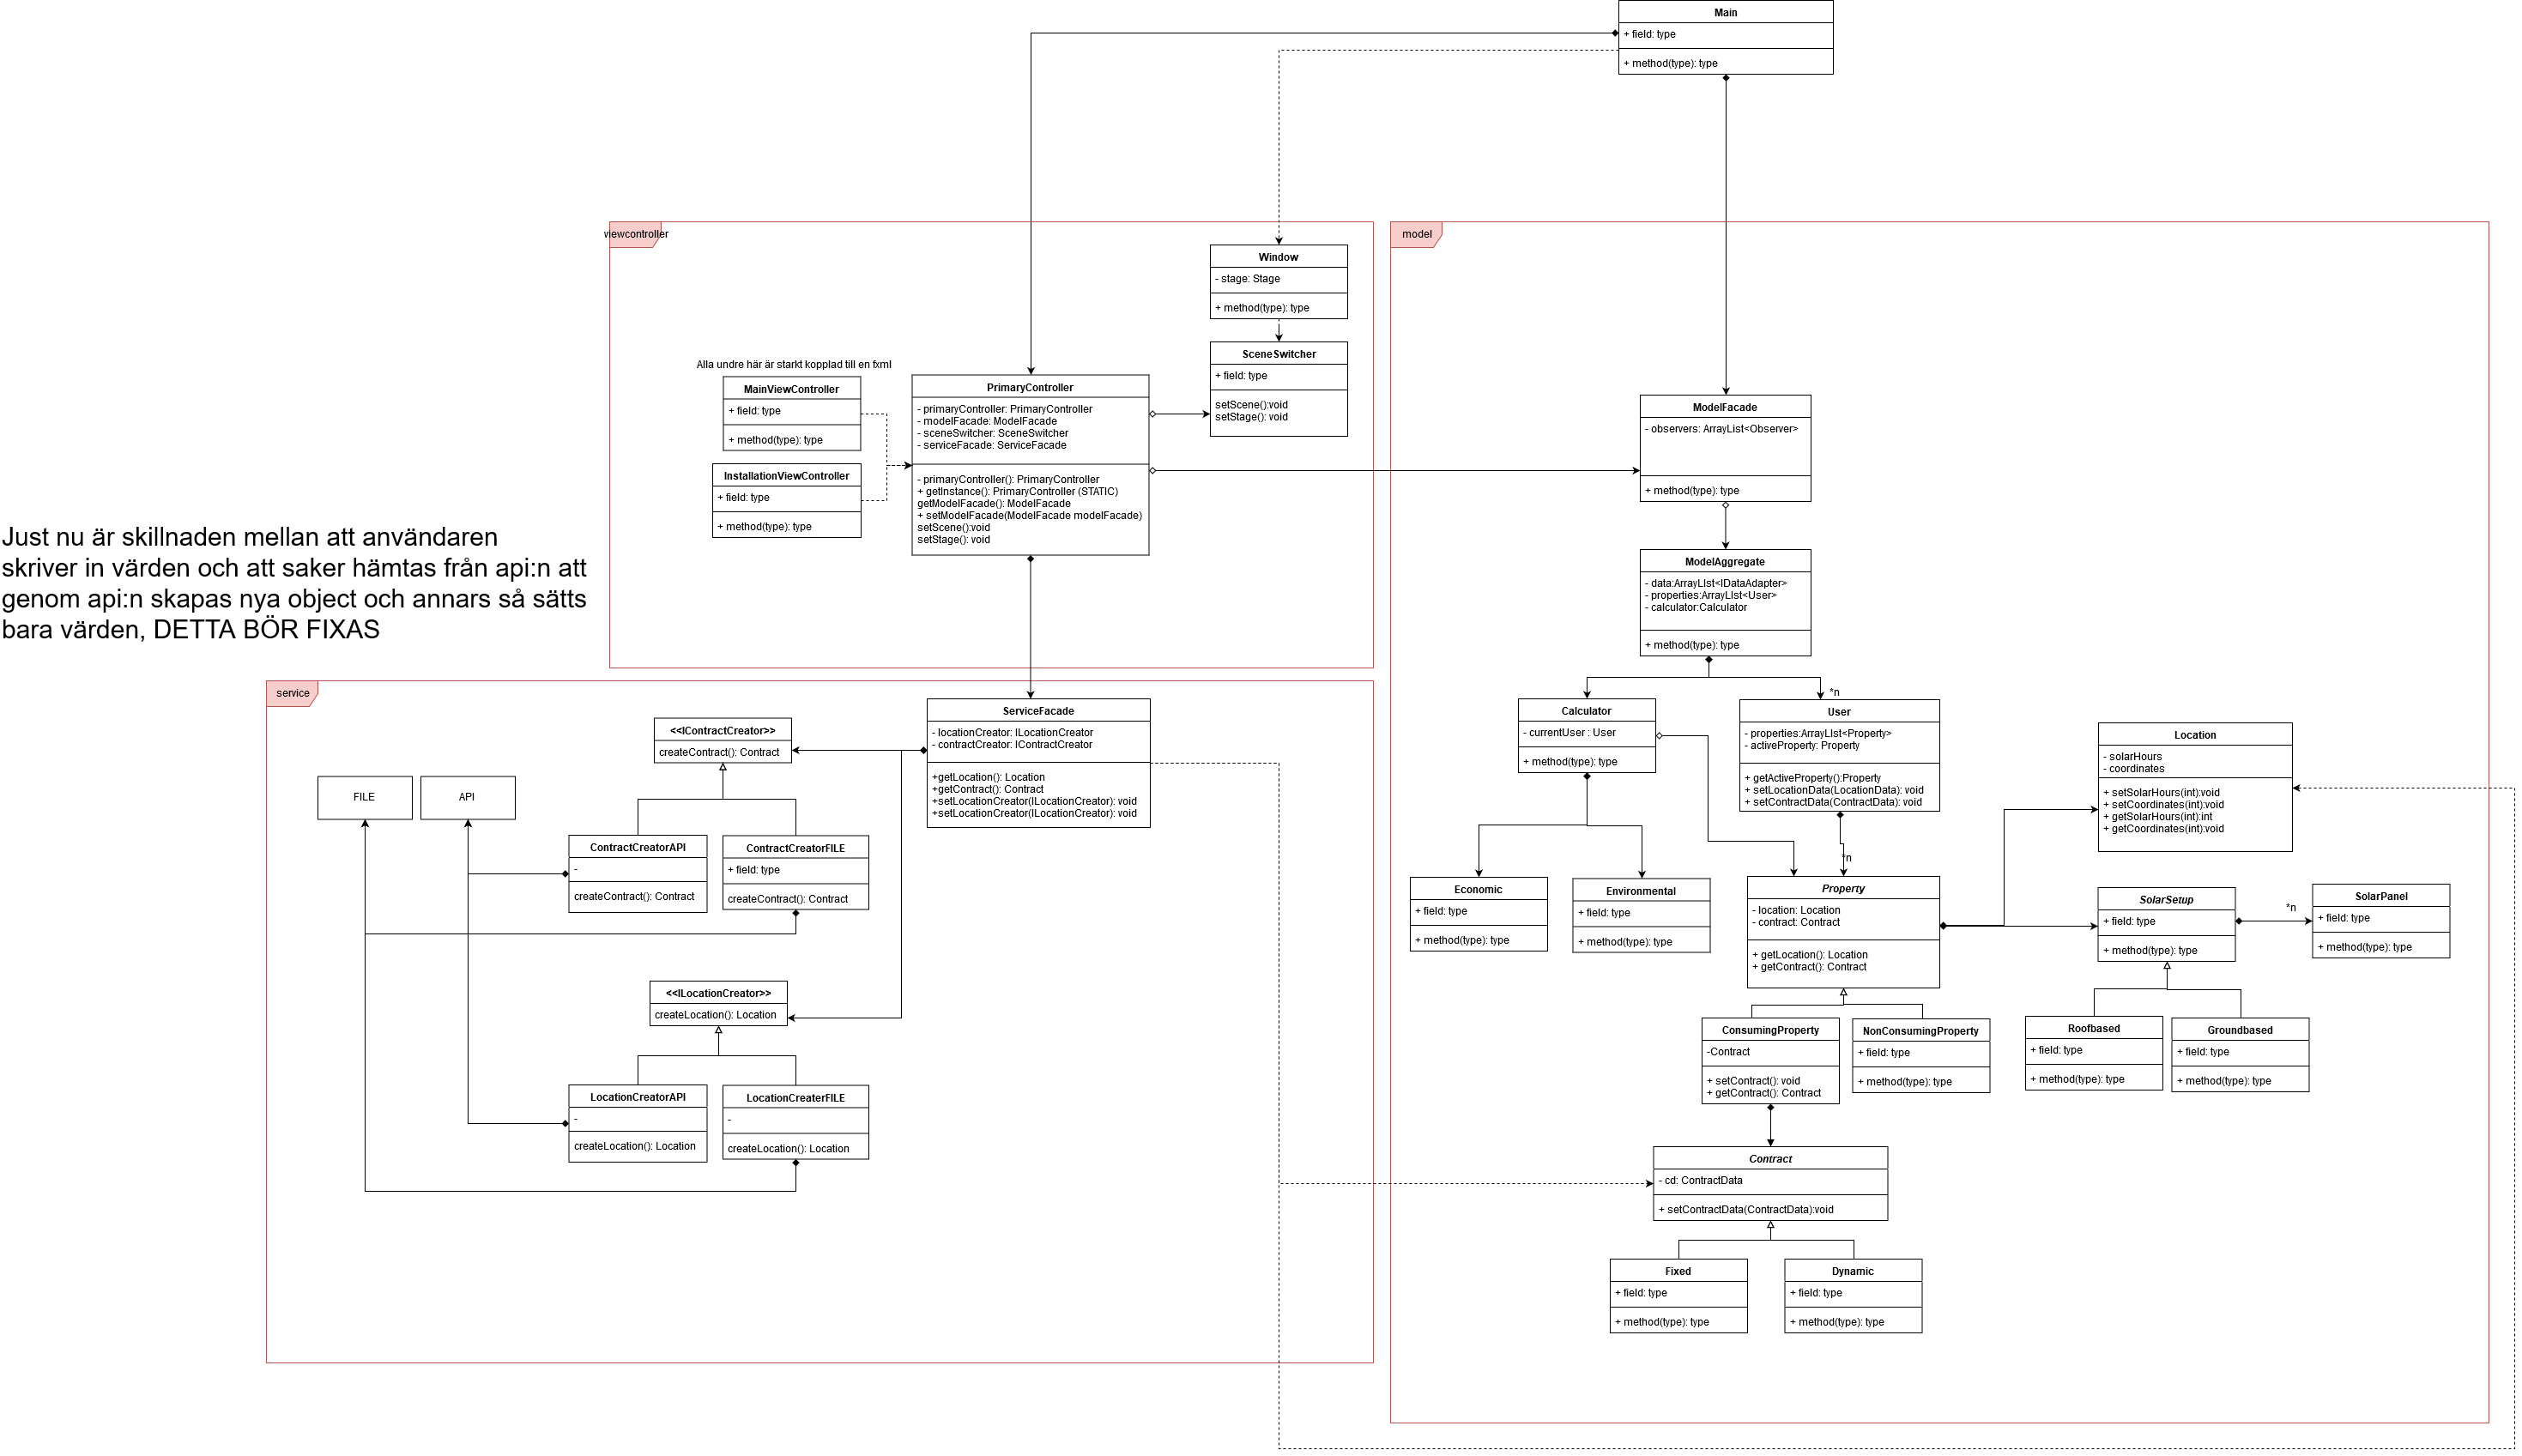 Main
+ field: type
+ method(type): type
viewcontroller
model
Window
- stage: Stage
+ method(type): type
SceneSwitcher
+ field: type
setScene():void
setStage(): void
Alla undre här är starkt kopplad till en fxml
MainViewController
+ field: type
+ method(type): type
InstallationViewController
+ field: type
+ method(type): type
PrimaryController
- primaryController: PrimaryController
- modelFacade: ModelFacade
- sceneSwitcher: SceneSwitcher
- serviceFacade: ServiceFacade
- primaryController(): PrimaryController
+ getInstance(): PrimaryController (STATIC)
getModelFacade(): ModelFacade
+ setModelFacade(ModelFacade modelFacade)
setScene():void
setStage(): void
ModelFacade
- observers: ArrayList<Observer>
+ method(type): type
Just nu är skillnaden mellan att användaren
skriver in värden och att saker hämtas från api:n att
genom api:n skapas nya object och annars så sätts
bara värden, DETTA BÖR FIXAS
ModelAggregate
- data:ArrayLIst<IDataAdapter>
- properties:ArrayLIst<User>
- calculator:Calculator
+ method(type): type
service
ServiceFacade
- locationCreator: ILocationCreator
- contractCreator: IContractCreator
+getLocation(): Location
+getContract(): Contract
+setLocationCreator(ILocationCreator): void
+setLocationCreator(ILocationCreator): void
<<IContractCreator>>
createContract(): Contract
FILE
API
ContractCreatorAPI
-
createContract(): Contract
ContractCreatorFILE
+ field: type
createContract(): Contract
<<ILocationCreator>>
createLocation(): Location
LocationCreatorAPI
-
createLocation(): Location
LocationCreaterFILE
-
createLocation(): Location
Calculator
- currentUser : User
+ method(type): type
*n
User
- properties:ArrayLIst<Property>
- activeProperty: Property
+ getActiveProperty():Property
+ setLocationData(LocationData): void
+ setContractData(ContractData): void
Location
- solarHours
- coordinates
+ setSolarHours(int):void
+ setCoordinates(int):void
+ getSolarHours(int):int
+ getCoordinates(int):void
Economic
+ field: type
+ method(type): type
Environmental
+ field: type
+ method(type): type
*n
Property
- location: Location
- contract: Contract
+ getLocation(): Location
+ getContract(): Contract
SolarSetup
+ field: type
+ method(type): type
*n
SolarPanel
+ field: type
+ method(type): type
ConsumingProperty
-Contract
+ setContract(): void
+ getContract(): Contract
NonConsumingProperty
+ field: type
+ method(type): type
Roofbased
+ field: type
+ method(type): type
Groundbased
+ field: type
+ method(type): type
Contract
- cd: ContractData
+ setContractData(ContractData):void
Fixed
+ field: type
+ method(type): type
Dynamic
+ field: type
+ method(type): type